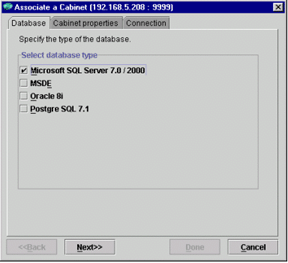 Associate a Cabinet (192.168.5.208 : 9999)
Database Cabinet properties Connection
Specify the type of the database.
Select database type
Microsoft SQL Server 7.0 / 2000
MSDE
Oracle 8i
Postgre SQL 7.1
<<Back Next>> Done Cancel